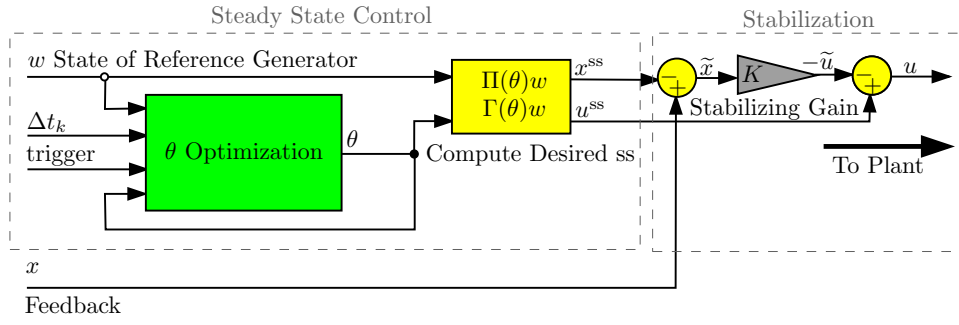 Steady State Control
Stabilization
w State of Reference Generator
Δt_k
trigger
θ Optimization
θ
Π(θ)w
Γ(θ)w
x^ss
u^ss
Compute Desired ss
−
+
x̃
K
−ũ
−
+
u
Stabilizing Gain
To Plant
x
Feedback